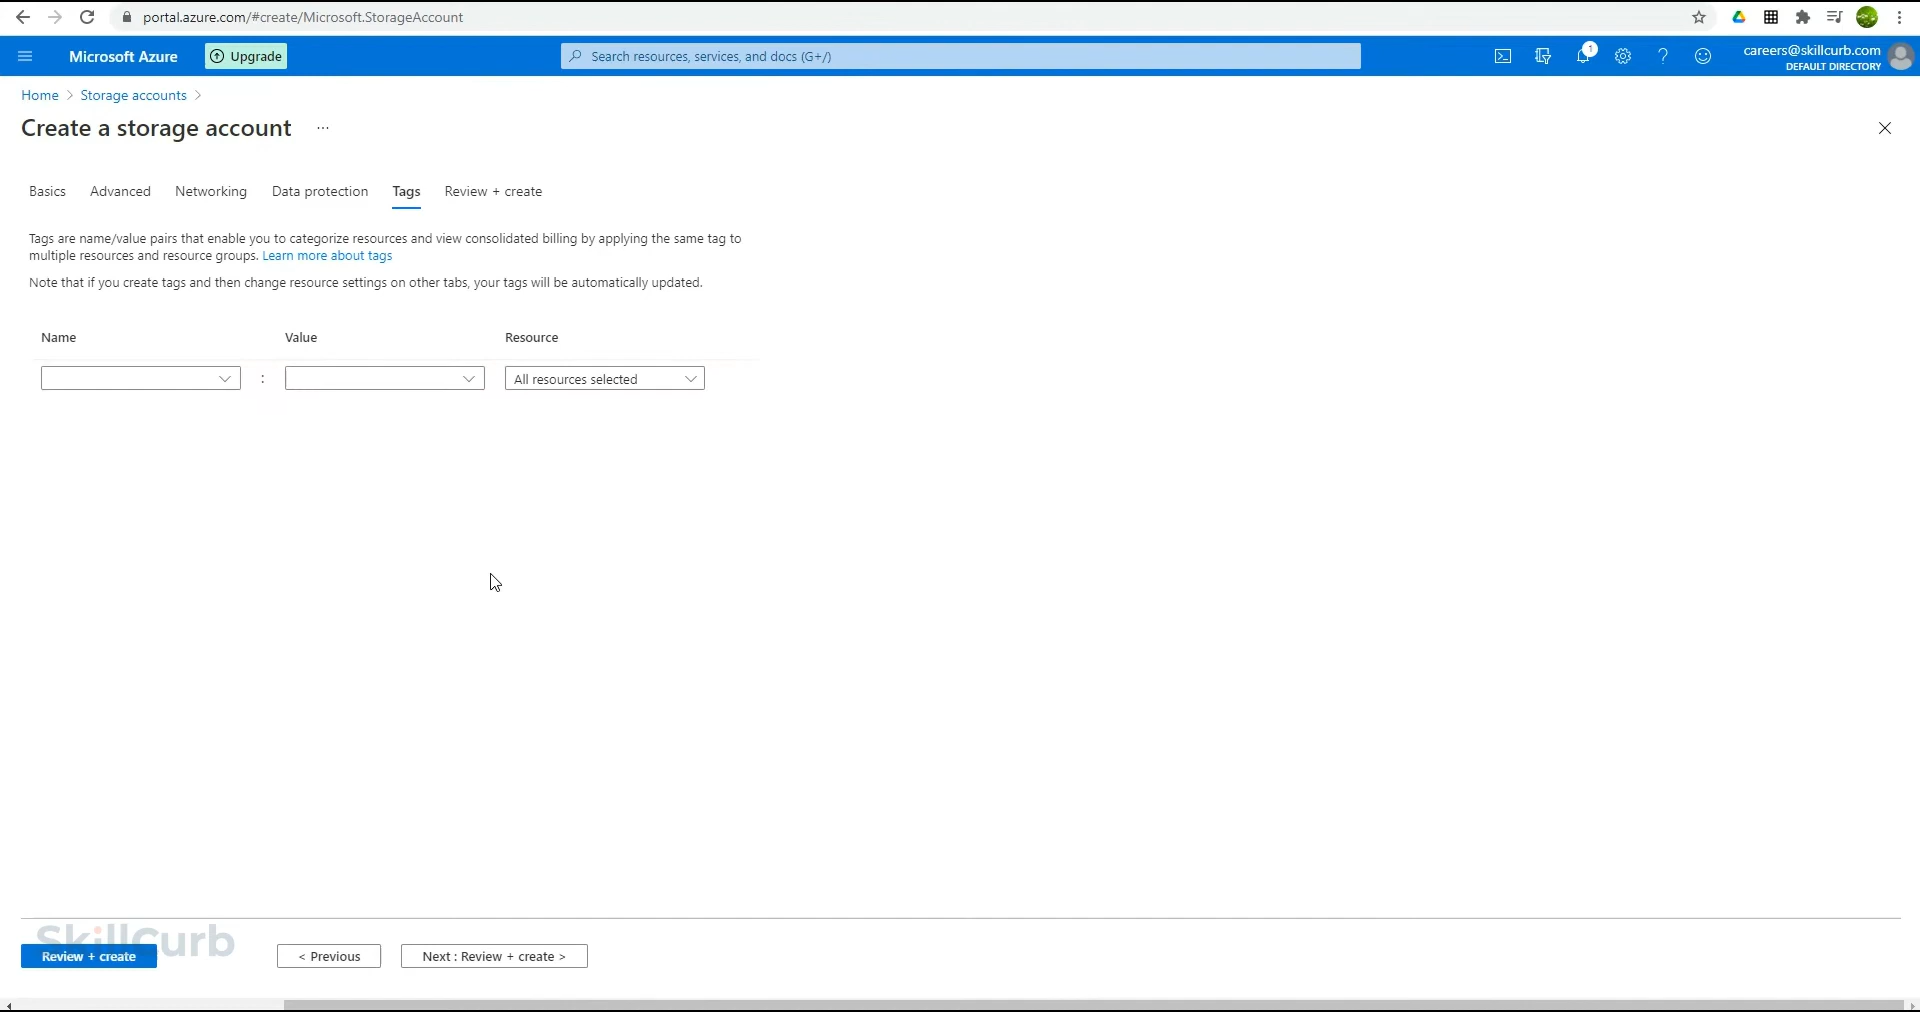 portal.azure.com/#create/Microsoft.StorageAccount
Microsoft Azure
Upgrade
Search resources, services, and docs (G+/)
1
careers@skillcurb.com
DEFAULT DIRECTORY
Home > Storage accounts >
Create a storage account ...
Basics Advanced Networking Data protection Tags Review + create
Tags are name/value pairs that enable you to categorize resources and view consolidated billing by applying the same tag to
multiple resources and resource groups. Learn more about tags
Note that if you create tags and then change resource settings on other tabs, your tags will be automatically updated.
Name Value Resource
: All resources selected
SkillCurb
Review + create < Previous Next : Review + create >